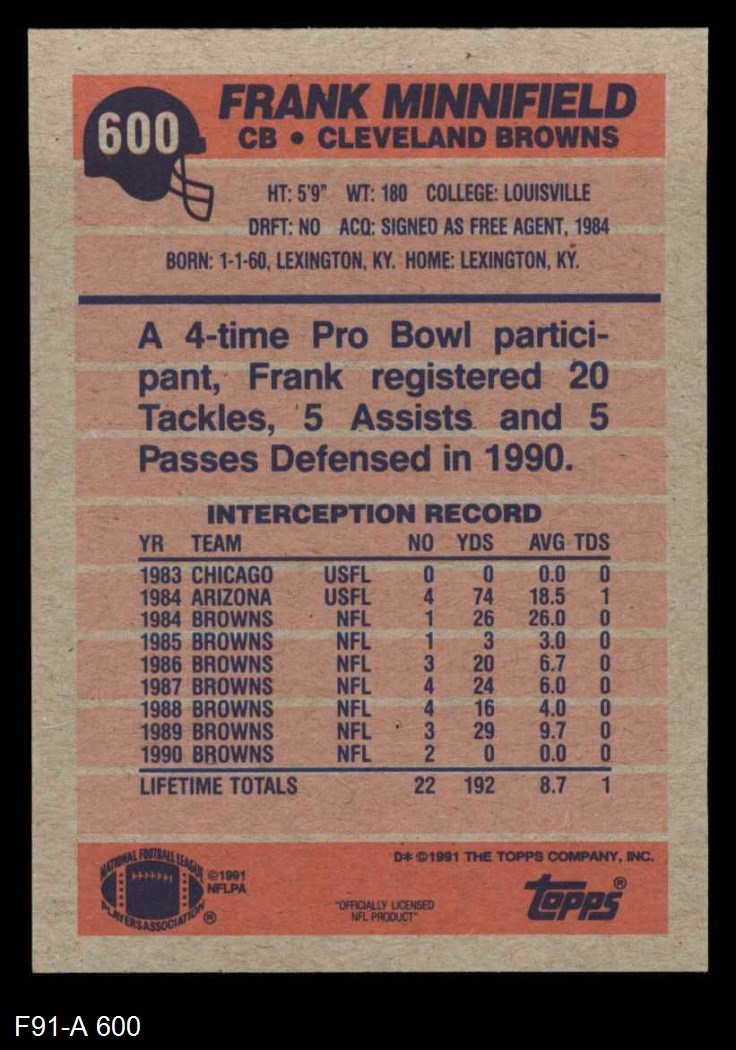 600
FRANK MINNIFIELD
CB • CLEVELAND BROWNS
HT: 5'9" WT: 180 COLLEGE: LOUISVILLE
DRFT: NO ACQ: SIGNED AS FREE AGENT, 1984
BORN: 1-1-60, LEXINGTON, KY. HOME: LEXINGTON, KY.
A 4-time Pro Bowl partici-
pant, Frank registered 20
Tackles, 5 Assists and 5
Passes Defensed in 1990.
INTERCEPTION RECORD
YR TEAM NO YDS AVG TDS
1983 CHICAGO USFL 0 0 0.0 0
1984 ARIZONA USFL 4 74 18.5 1
1984 BROWNS NFL 1 26 26.0 0
1985 BROWNS NFL 1 3 3.0 0
1986 BROWNS NFL 3 20 6.7 0
1987 BROWNS NFL 4 24 6.0 0
1988 BROWNS NFL 4 16 4.0 0
1989 BROWNS NFL 3 29 9.7 0
1990 BROWNS NFL 2 0 0.0 0
LIFETIME TOTALS 22 192 8.7 1
D* ©1991 THE TOPPS COMPANY, INC.
NATIONAL FOOTBALL LEAGUE
PLAYERS ASSOCIATION ®
©1991
NFLPA
"OFFICIALLY LICENSED
NFL PRODUCT"
topps®
F91-A 600